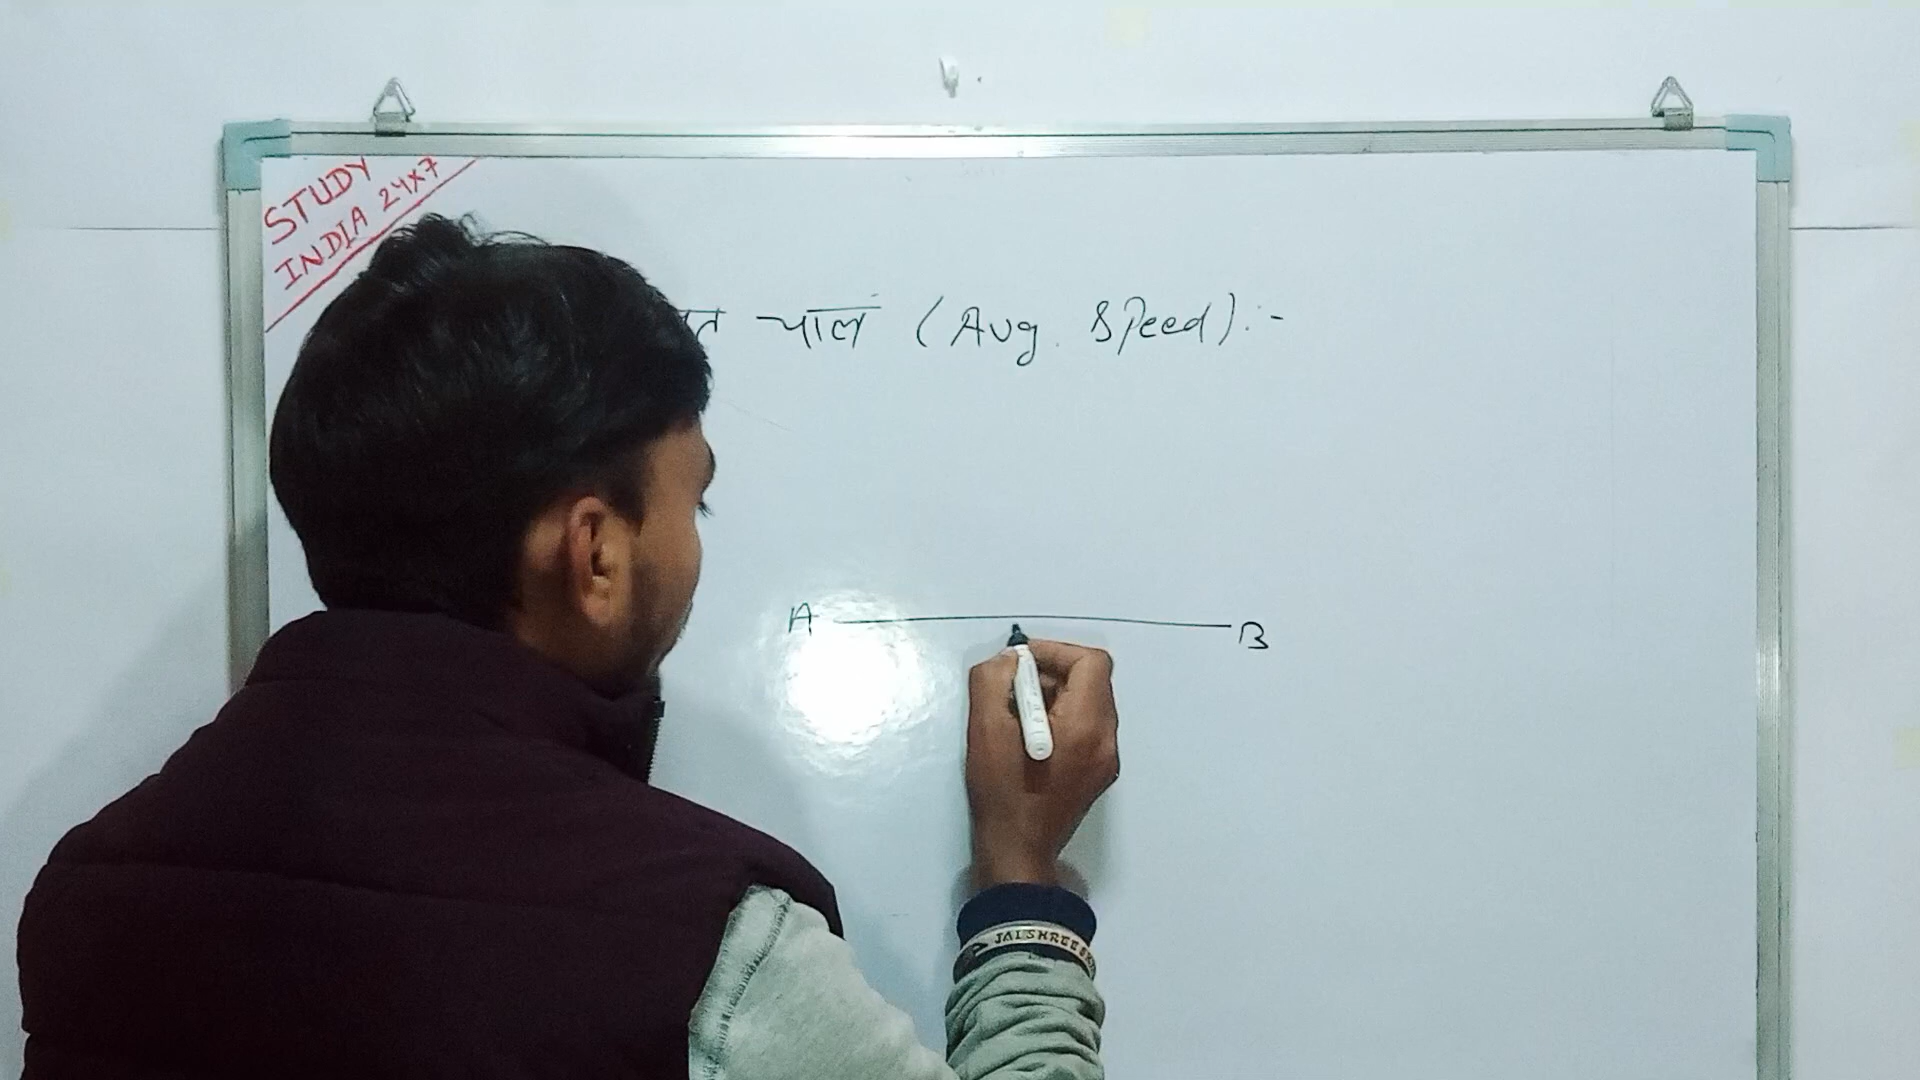 STUDY
INDIA 24x7
चाल (Avg. Speed):-
A B
JAI SHREE